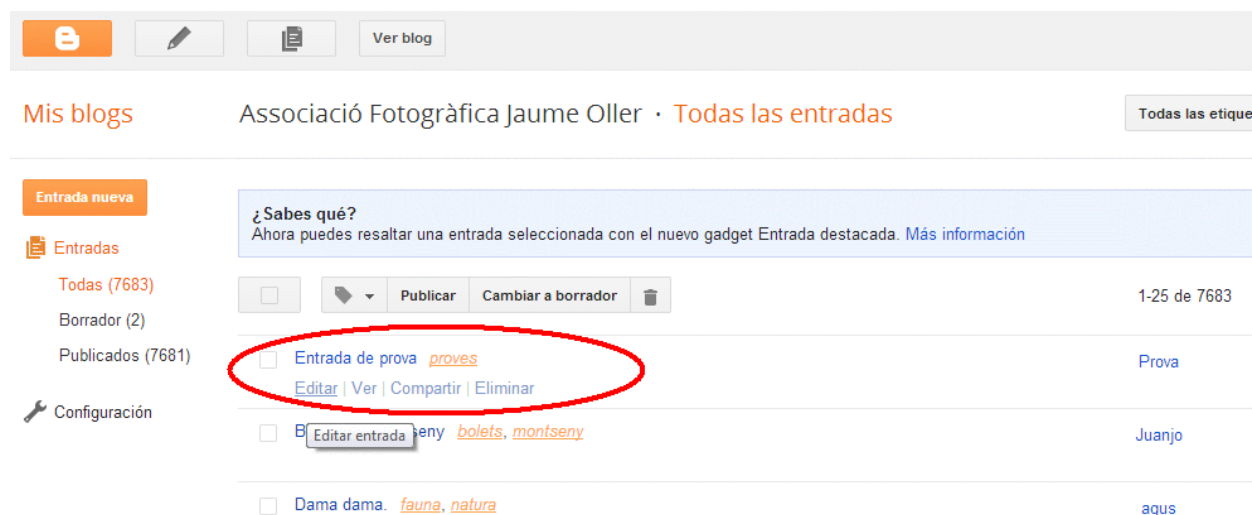 Ver blog
Mis blogs
Associació Fotogràfica Jaume Oller · Todas las entradas
Todas las etique
Entrada nueva
¿Sabes qué?
Ahora puedes resaltar una entrada seleccionada con el nuevo gadget Entrada destacada. Más información
Entradas
Todas (7683)
Borrador (2)
Publicados (7681)
Configuración
Publicar Cambiar a borrador
1-25 de 7683
Entrada de prova proves
Prova
Editar | Ver | Compartir | Eliminar
Editar entrada
bolets, montseny
Juanjo
Dama dama. fauna, natura
agus